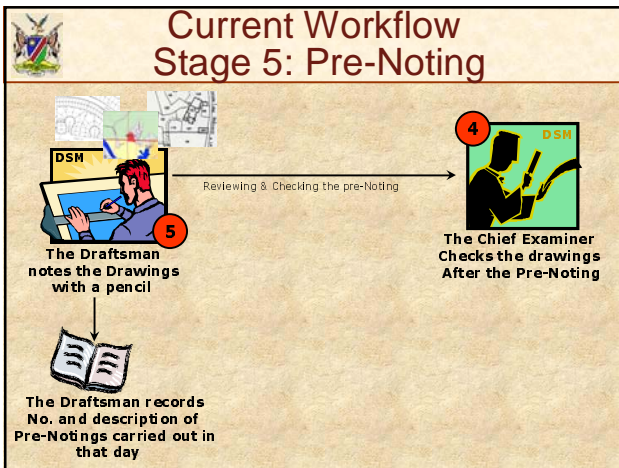 Current Workflow
Stage 5: Pre-Noting
DSM
5
Reviewing & Checking the pre-Noting
4
DSM
The Draftsman
notes the Drawings
with a pencil
The Chief Examiner
Checks the drawings
After the Pre-Noting
The Draftsman records
No. and description of
Pre-Notings carried out in
that day